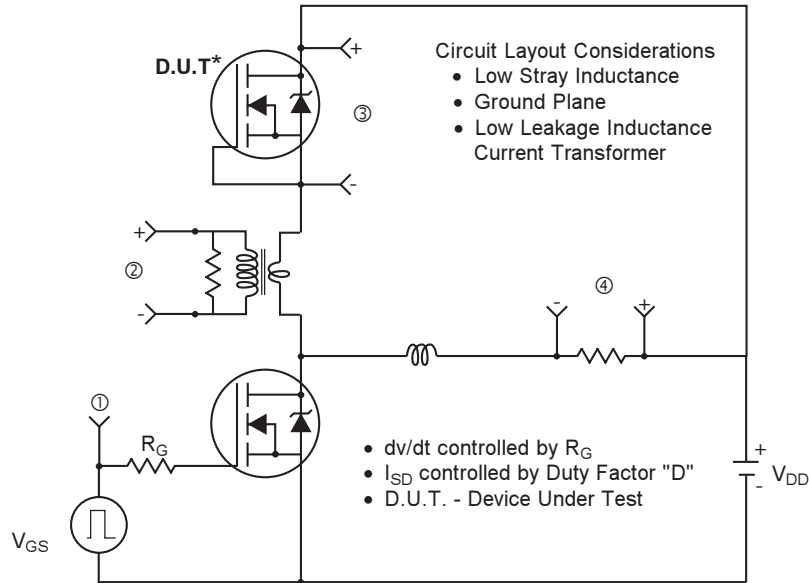 D.U.T*
+
Circuit Layout Considerations
• Low Stray Inductance
• Ground Plane
• Low Leakage Inductance
Current Transformer
③
-
+
②
-
④
-
+
①
R_G
• dv/dt controlled by R_G
• I_SD controlled by Duty Factor "D"
• D.U.T. - Device Under Test
+
-
V_DD
V_GS